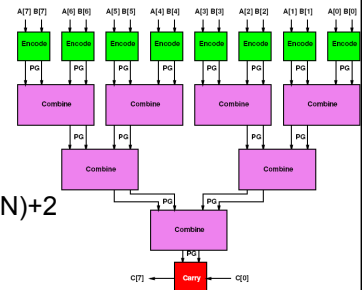 A[7] B[7] A[6] B[6] A[5] B[5] A[4] B[4] A[3] B[3] A[2] B[2] A[1] B[1] A[0] B[0]
Encode Encode Encode Encode Encode Encode Encode Encode
PG PG PG PG PG PG PG PG
Combine Combine Combine Combine
PG PG PG PG
Combine Combine
PG PG
N)+2
Combine
PG
C[7] Carry C[0]